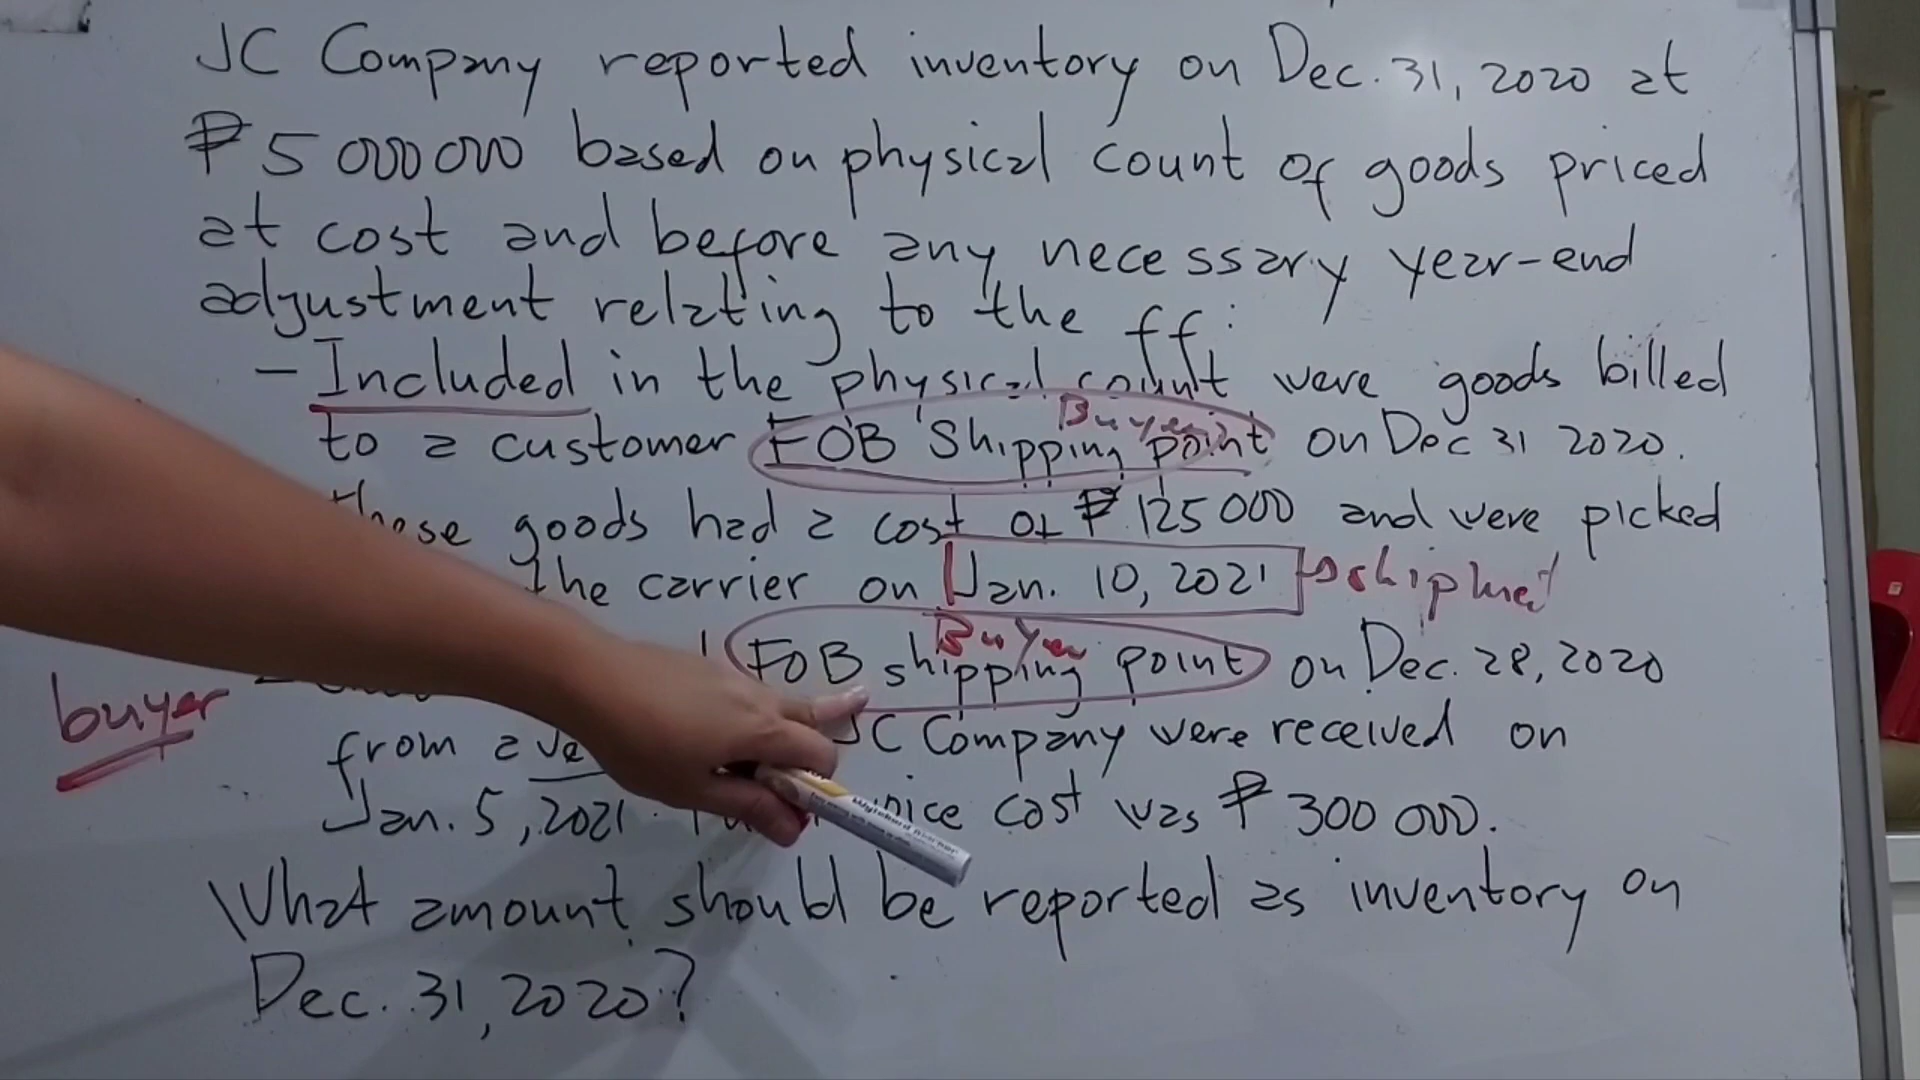 JC Company reported inventory on Dec. 31, 2020 at
₱ 5 000 000 based on physical count of goods priced
at cost and before any necessary year-end
adjustment relating to the ff:
- Included in the physical count were goods billed
Buyer
to a customer FOB Shipping point on Dec 31 2020.
these goods had a cost of ₱ 125 000 and were picked
the carrier on Jan. 10, 2021 → shipment
Buyer
FOB shipping point on Dec. 28, 2020
buyer
from a JC Company were received on
Jan. 5, 2021. cost was ₱ 300 000.
What amount should be reported as inventory on
Dec. 31, 2020?